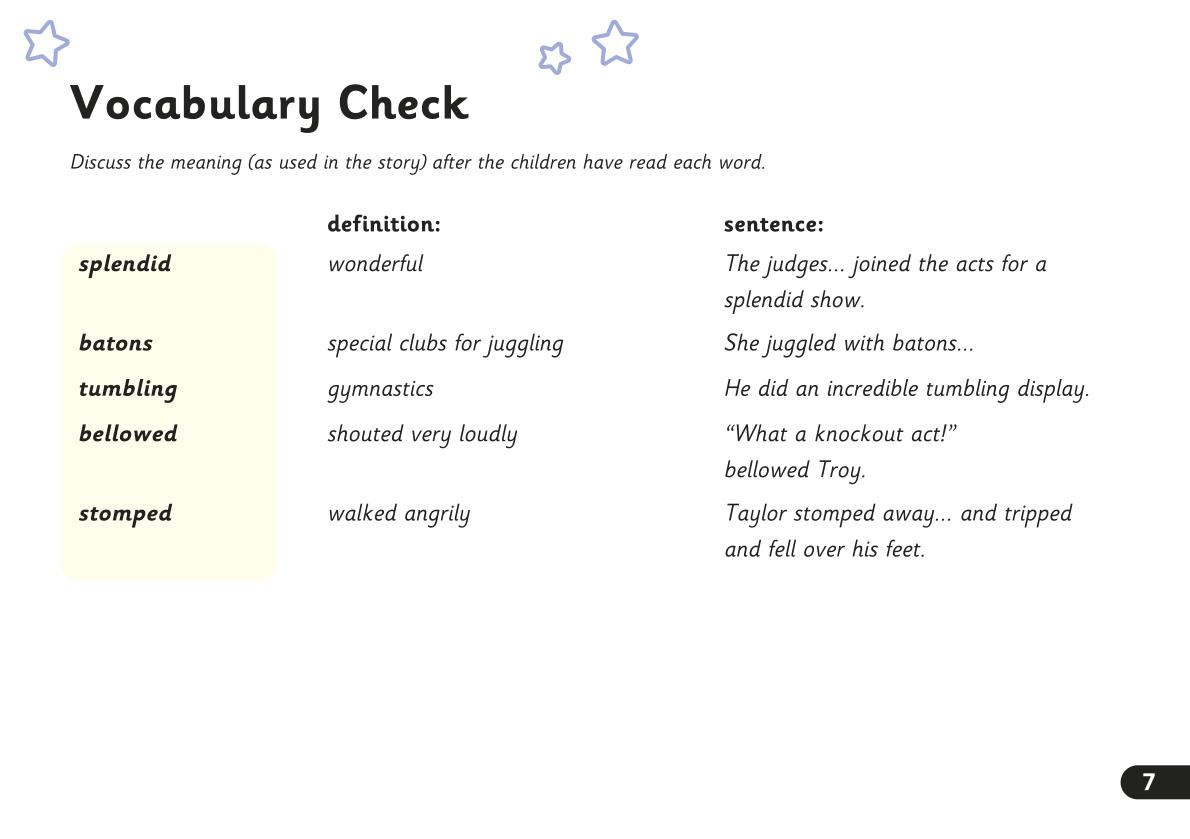 Vocabulary Check
Discuss the meaning (as used in the story) after the children have read each word.
definition: sentence:
splendid wonderful The judges... joined the acts for a
splendid show.
batons special clubs for juggling She juggled with batons...
tumbling gymnastics He did an incredible tumbling display.
bellowed shouted very loudly “What a knockout act!”
bellowed Troy.
stomped walked angrily Taylor stomped away... and tripped
and fell over his feet.
7